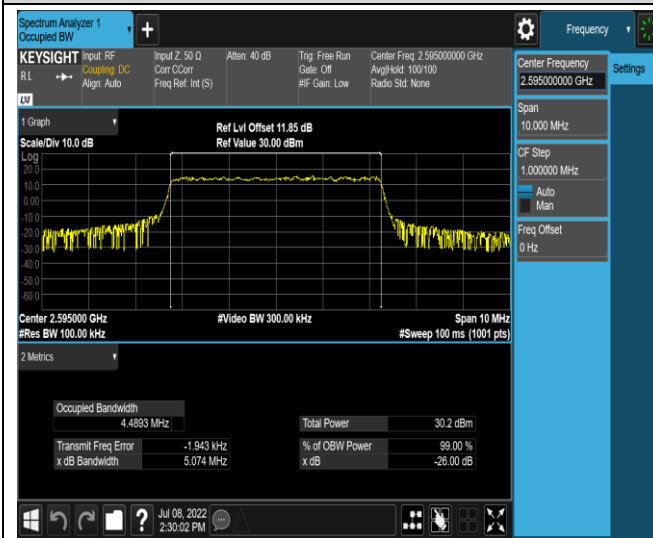 Spectrum Analyzer 1
Occupied BW
Frequency
KEYSIGHT
RL
LXI
Input: RF
Coupling: DC
Align: Auto
Input Z: 50 Ω
Corr CCorr
Freq Ref: Int (S)
Atten: 40 dB
Trig: Free Run
Gate: Off
#IF Gain: Low
Center Freq: 2.595000000 GHz
Avg|Hold: 100/100
Radio Std: None
Center Frequency
2.595000000 GHz
Settings
Span
10.000 MHz
CF Step
1.000000 MHz
Auto
Man
Freq Offset
0 Hz
1 Graph
Scale/Div 10.0 dB
Ref Lvl Offset 11.85 dB
Ref Value 30.00 dBm
Log
20.0
10.0
0.00
-10.0
-20.0
-30.0
-40.0
-50.0
-60.0
Center 2.595000 GHz
#Res BW 100.00 kHz
#Video BW 300.00 kHz
Span 10 MHz
#Sweep 100 ms (1001 pts)
2 Metrics
Occupied Bandwidth
4.4893 MHz
Total Power 30.2 dBm
Transmit Freq Error -1.943 kHz
% of OBW Power 99.00 %
x dB Bandwidth 5.074 MHz
x dB -26.00 dB
?
Jul 08, 2022
2:30:02 PM